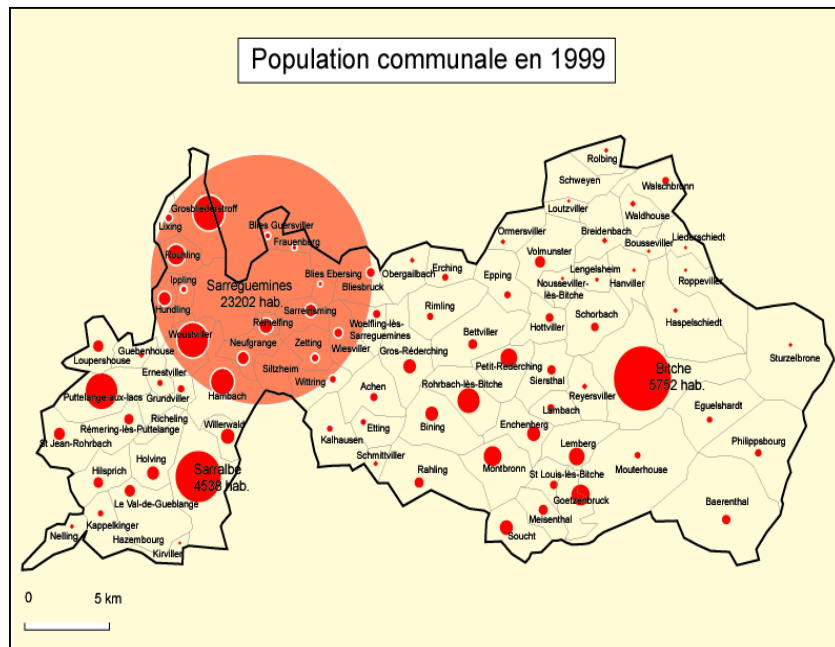 Population communale en 1999
Rolbing
Schweyen
Walschbronn
Loutzviller
Waldhouse
Grosbliederstroff
Lixing
Blies Guersviller
Frauenberg
Ormersviller
Breidenbach
Liederschiedt
Bousseviller
Rouhling
Volmunster
Obergailbach
Erching
Epping
Lengelsheim
Roppeviller
Blies Ebersing
Bliesbruck
Nousseviller-
lès-Bitche
Hanviller
Ippling
Sarreguemines
23202 hab.
Hundling
Sarreinsming
Remelfing
Woelfling-lès-
Sarreguemines
Rimling
Hottviller
Schorbach
Haspelschiedt
Woustviller
Zetting
Wiesviller
Neufgrange
Bettviller
Sturzelbrone
Guebenhouse
Loupershouse
Siltzheim
Gros-Réderching
Petit-Réderching
Siersthal
Bitche
5752 hab.
Ernestviller
Grundviller
Wittring
Puttelange-aux-lacs
Hambach
Achen
Rohrbach-lès-Bitche
Reyersviller
Lambach
Eguelshardt
Richeling
Rémering-lès-Puttelange
Willerwald
Kalhausen
Etting
Bining
Enchenberg
St Jean-Rohrbach
Schmittviller
Lemberg
Philippsbourg
Holving
Sarralbe
4538 hab.
Hilsprich
Rahling
Montbronn
St Louis-lès-Bitche
Mouterhouse
Goetzenbruck
Baerenthal
Le Val-de-Gueblange
Kappelkinger
Meisenthal
Soucht
Nelling
Hazembourg
Kirviller
0 5 km